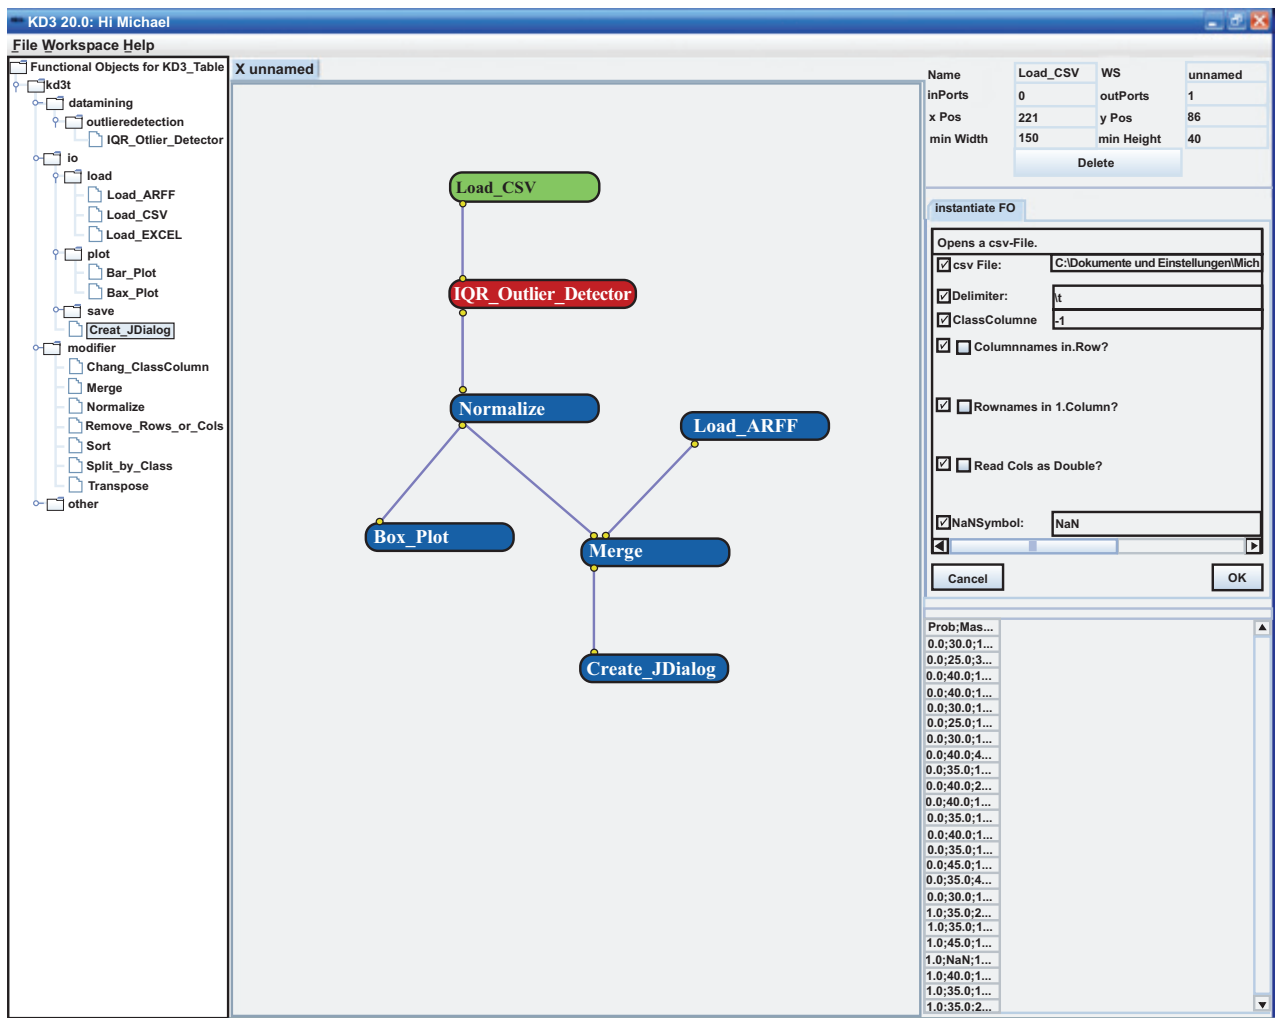 KD3 20.0: Hi Michael
File Workspace Help
Functional Objects for KD3_Table
kd3t
datamining
outlieredetection
IQR_Otlier_Detector
io
load
Load_ARFF
Load_CSV
Load_EXCEL
plot
Bar_Plot
Bax_Plot
save
Creat_JDialog
modifier
Chang_ClassColumn
Merge
Normalize
Remove_Rows_or_Cols
Sort
Split_by_Class
Transpose
other
X unnamed
Load_CSV
IQR_Outlier_Detector
Normalize
Load_ARFF
Box_Plot
Merge
Create_JDialog
Name Load_CSV WS unnamed
inPorts 0 outPorts 1
x Pos 221 y Pos 86
min Width 150 min Height 40
Delete
instantiate FO
Opens a csv-File.
csv File: C:\Dokumente und Einstellungen\Mich
Delimiter: \t
ClassColumne -1
Columnnames in.Row?
Rownames in 1.Column?
Read Cols as Double?
NaNSymbol: NaN
Cancel OK
Prob;Mas...
0.0;30.0;1...
0.0;25.0;3...
0.0;40.0;1...
0.0;40.0;1...
0.0;30.0;1...
0.0;25.0;1...
0.0;30.0;1...
0.0;40.0;4...
0.0;35.0;1...
0.0;40.0;2...
0.0;40.0;1...
0.0;35.0;1...
0.0;40.0;1...
0.0;35.0;1...
0.0;45.0;1...
0.0;35.0;4...
0.0;30.0;1...
1.0;35.0;2...
1.0;35.0;1...
1.0;45.0;1...
1.0;NaN;1...
1.0;40.0;1...
1.0;35.0;1...
1.0:35.0;2...